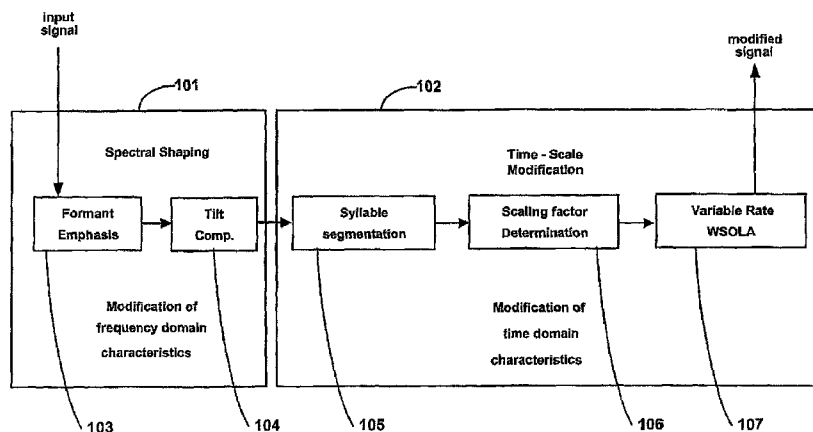 input
signal
modified
signal
101
102
Spectral Shaping
Time - Scale
Modification
Formant
Emphasis
Tilt
Comp.
Syllable
segmentation
Scaling factor
Determination
Variable Rate
WSOLA
Modification of
frequency domain
characteristics
Modification of
time domain
characteristics
103
104
105
106
107